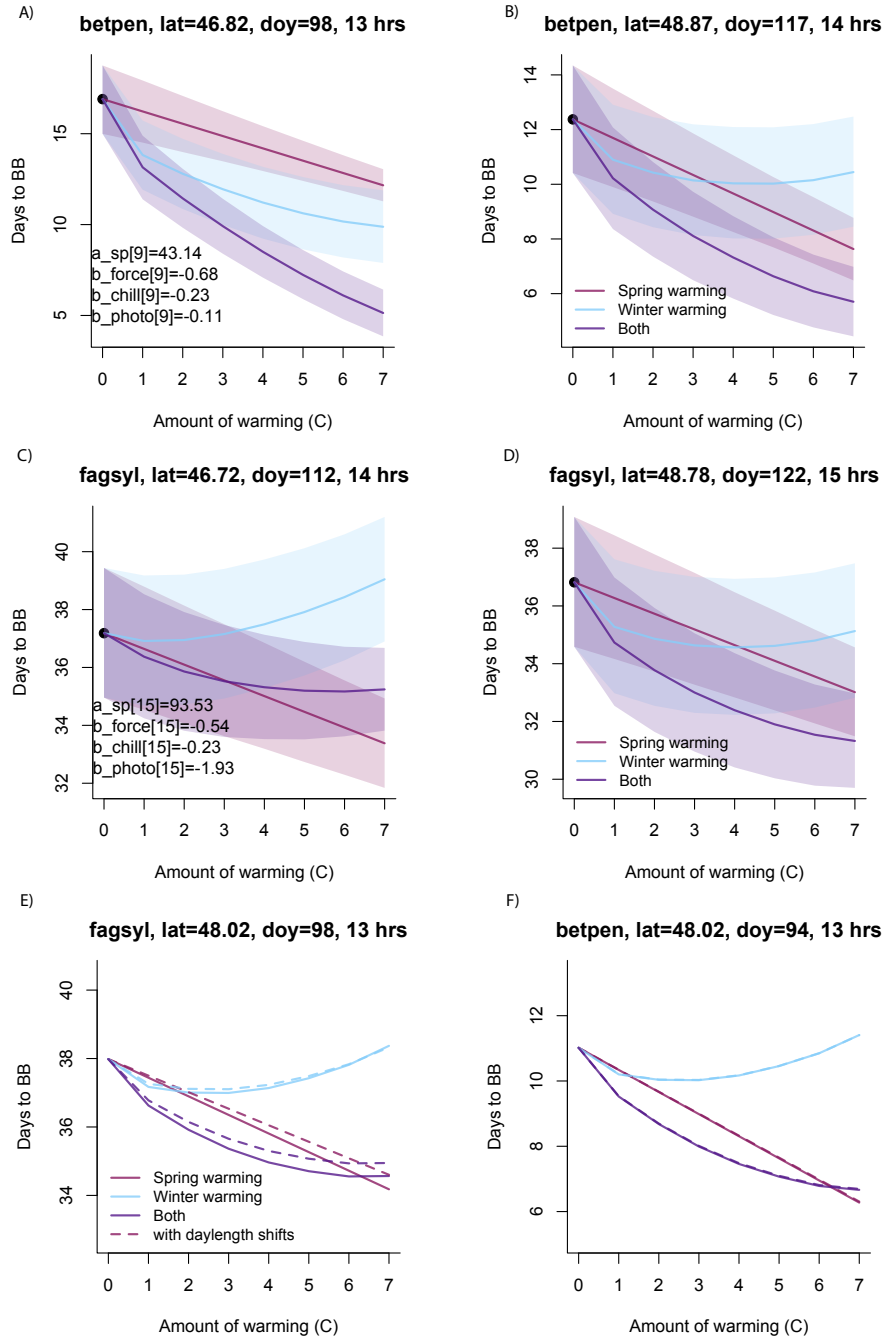 A)
betpen, lat=46.82, doy=98, 13 hrs
Days to BB
15
10
5
a_sp[9]=43.14
b_force[9]=-0.68
b_chill[9]=-0.23
b_photo[9]=-0.11
0 1 2 3 4 5 6 7
Amount of warming (C)
B)
betpen, lat=48.87, doy=117, 14 hrs
Days to BB
14
12
10
8
6
Spring warming
Winter warming
Both
0 1 2 3 4 5 6 7
Amount of warming (C)
C)
fagsyl, lat=46.72, doy=112, 14 hrs
Days to BB
40
38
36
34
32
a_sp[15]=93.53
b_force[15]=-0.54
b_chill[15]=-0.23
b_photo[15]=-1.93
0 1 2 3 4 5 6 7
Amount of warming (C)
D)
fagsyl, lat=48.78, doy=122, 15 hrs
Days to BB
38
36
34
32
30
Spring warming
Winter warming
Both
0 1 2 3 4 5 6 7
Amount of warming (C)
E)
fagsyl, lat=48.02, doy=98, 13 hrs
Days to BB
40
38
36
34
Spring warming
Winter warming
Both
with daylength shifts
0 1 2 3 4 5 6 7
Amount of warming (C)
F)
betpen, lat=48.02, doy=94, 13 hrs
Days to BB
12
10
8
6
0 1 2 3 4 5 6 7
Amount of warming (C)